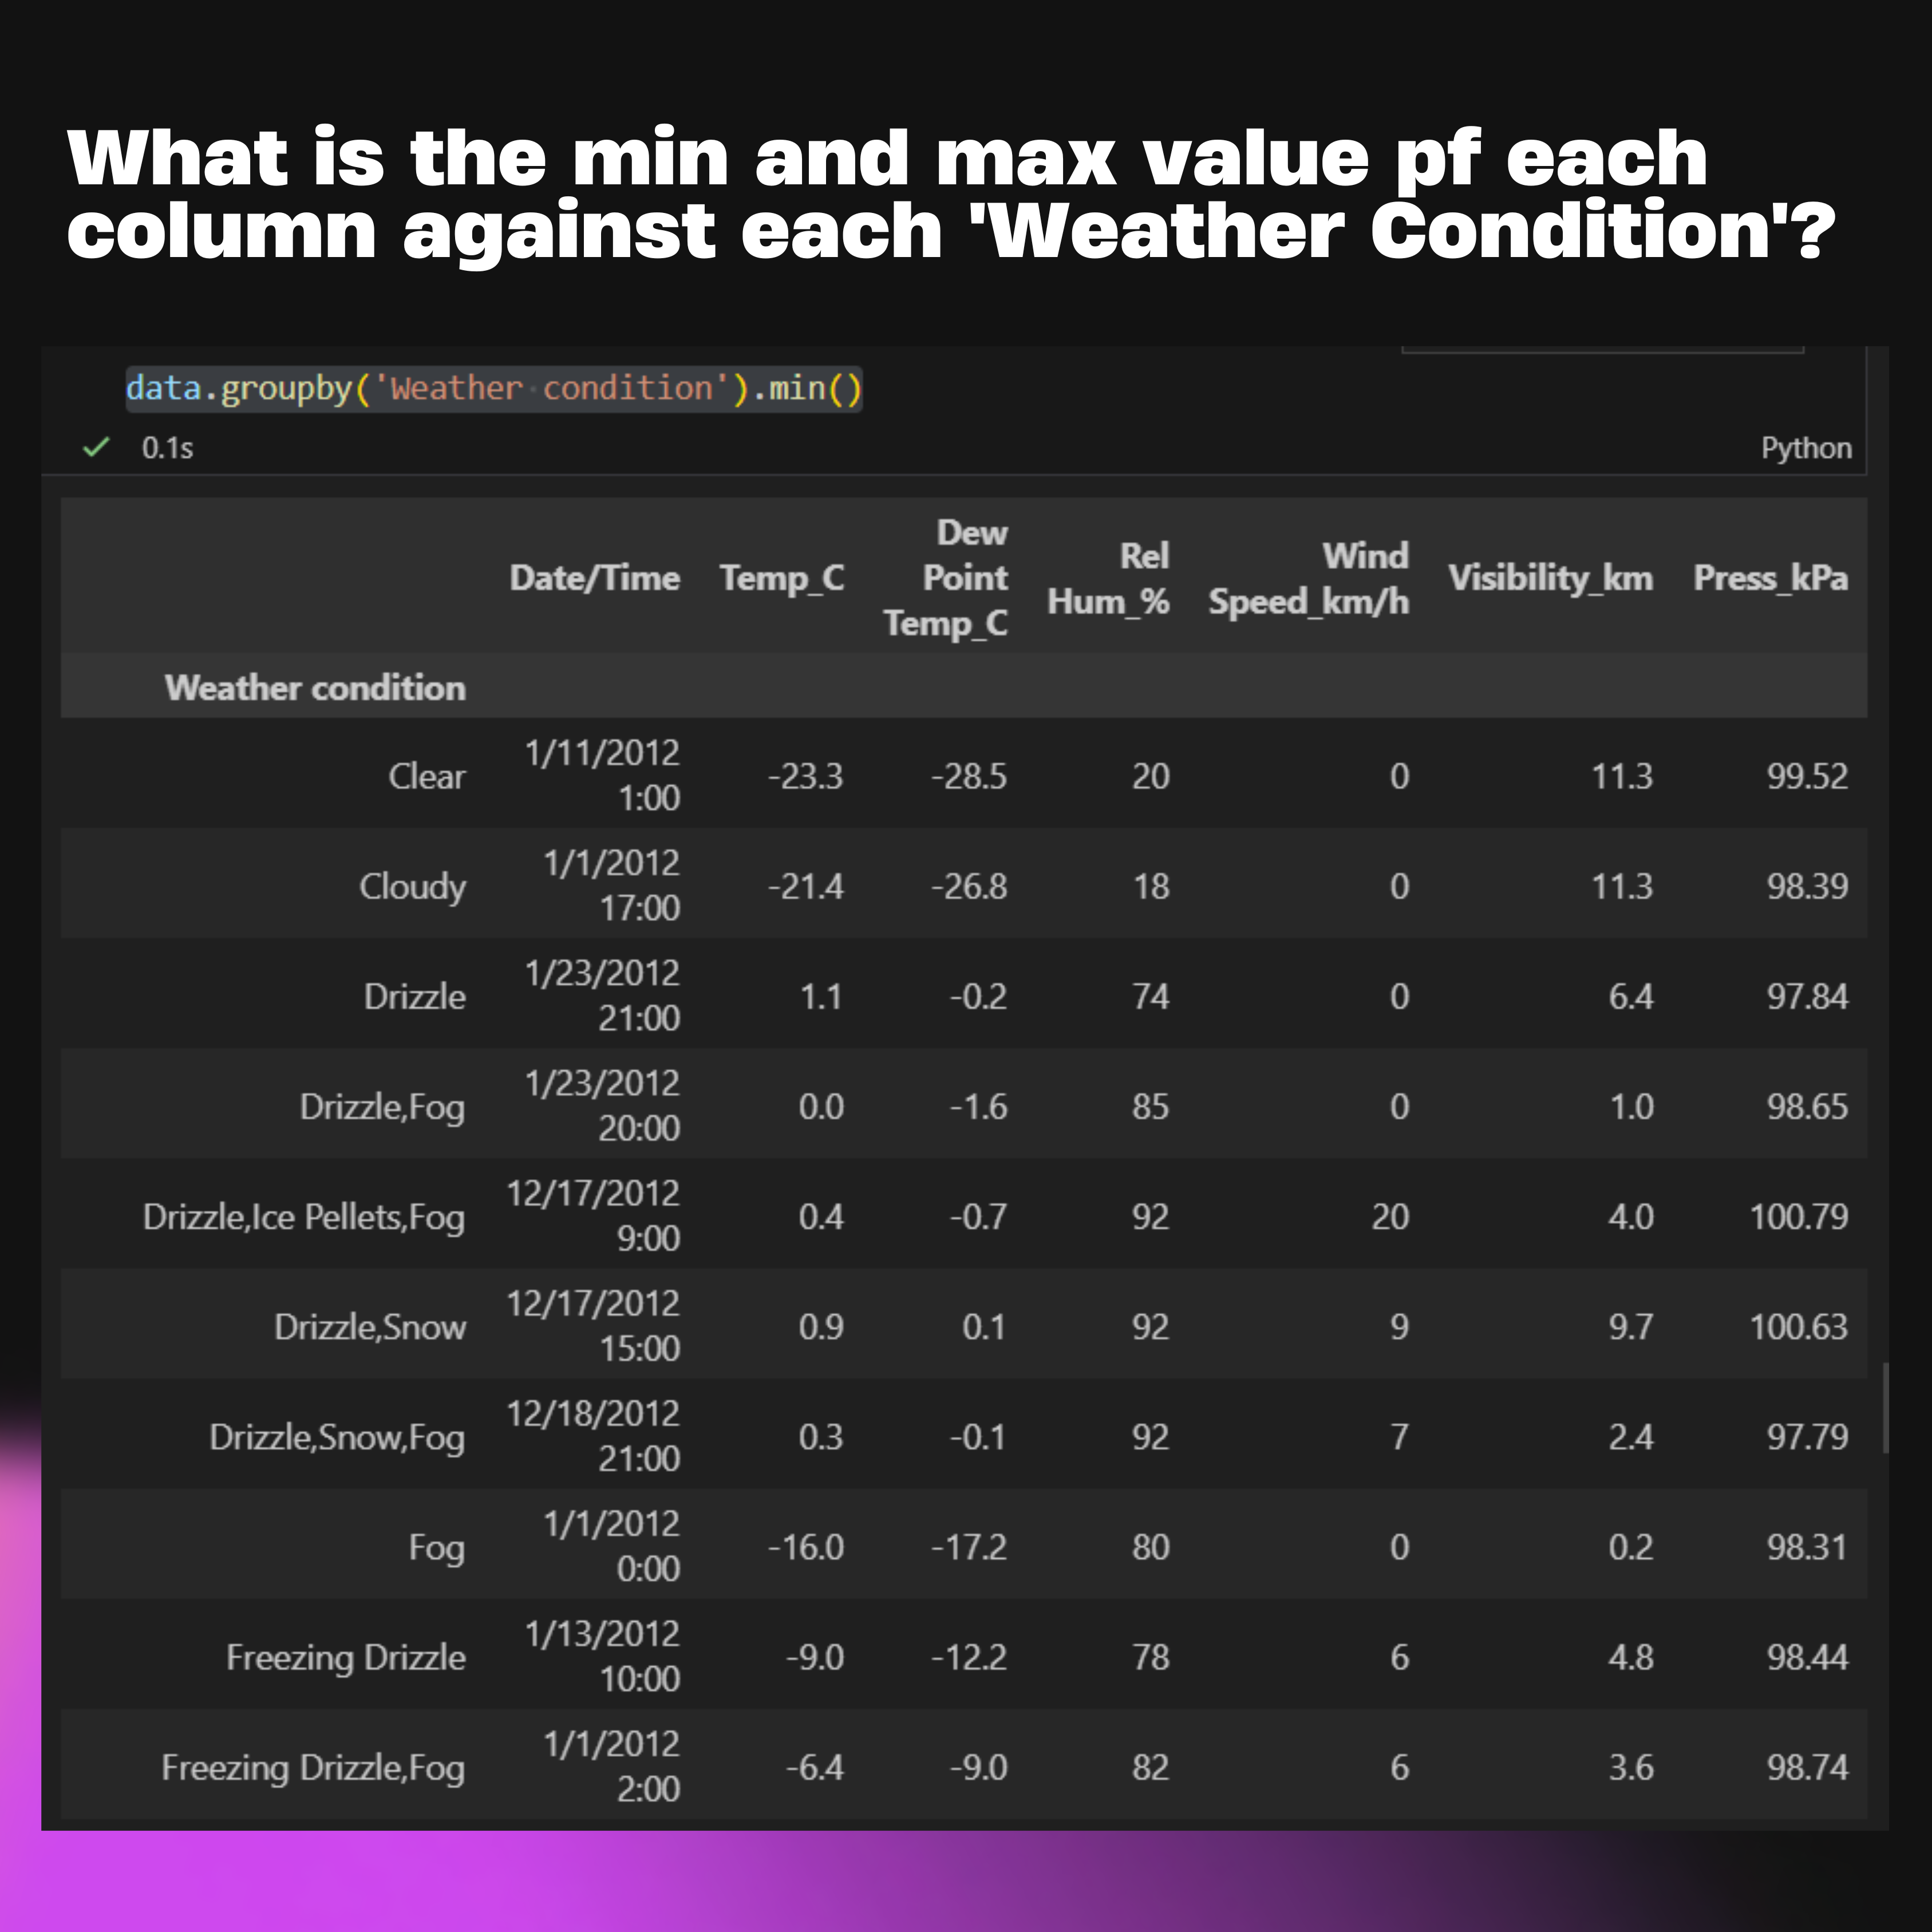 What is the min and max value pf each
column against each 'Weather Condition'?
data.groupby('Weather condition').min()
0.1s
Python
Date/Time Temp_C Dew Point Temp_C Rel Hum_% Wind Speed_km/h Visibility_km Press_kPa
Weather condition
Clear 1/11/2012 1:00 -23.3 -28.5 20 0 11.3 99.52
Cloudy 1/1/2012 17:00 -21.4 -26.8 18 0 11.3 98.39
Drizzle 1/23/2012 21:00 1.1 -0.2 74 0 6.4 97.84
Drizzle,Fog 1/23/2012 20:00 0.0 -1.6 85 0 1.0 98.65
Drizzle,Ice Pellets,Fog 12/17/2012 9:00 0.4 -0.7 92 20 4.0 100.79
Drizzle,Snow 12/17/2012 15:00 0.9 0.1 92 9 9.7 100.63
Drizzle,Snow,Fog 12/18/2012 21:00 0.3 -0.1 92 7 2.4 97.79
Fog 1/1/2012 0:00 -16.0 -17.2 80 0 0.2 98.31
Freezing Drizzle 1/13/2012 10:00 -9.0 -12.2 78 6 4.8 98.44
Freezing Drizzle,Fog 1/1/2012 2:00 -6.4 -9.0 82 6 3.6 98.74